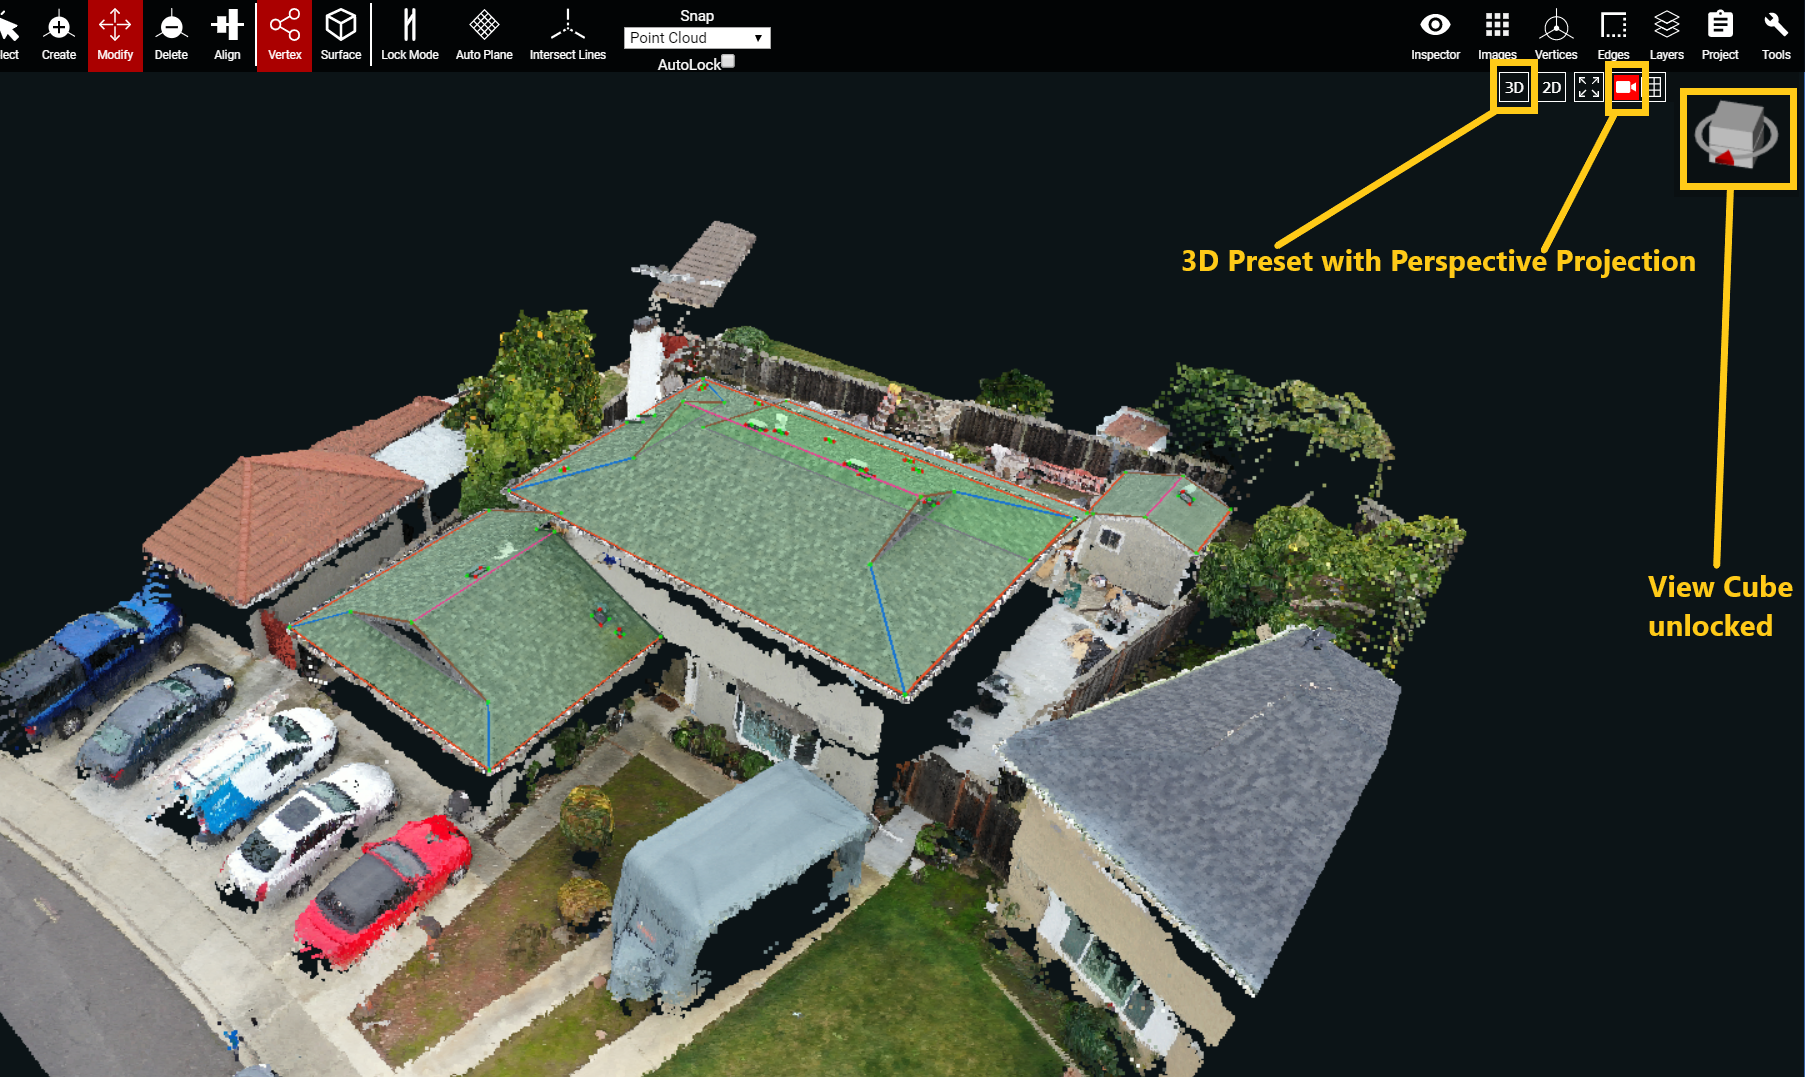 lect
Create
Modify
Delete
Align
Vertex
Surface
Lock Mode
Auto Plane
Intersect Lines
Snap
Point Cloud
AutoLock
Inspector
Images
Vertices
Edges
Layers
Project
Tools
3D
2D
3D Preset with Perspective Projection
View Cube
unlocked